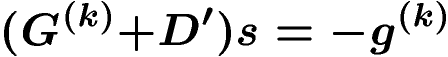 (G^{(k)}+D')s = -g^{(k)}